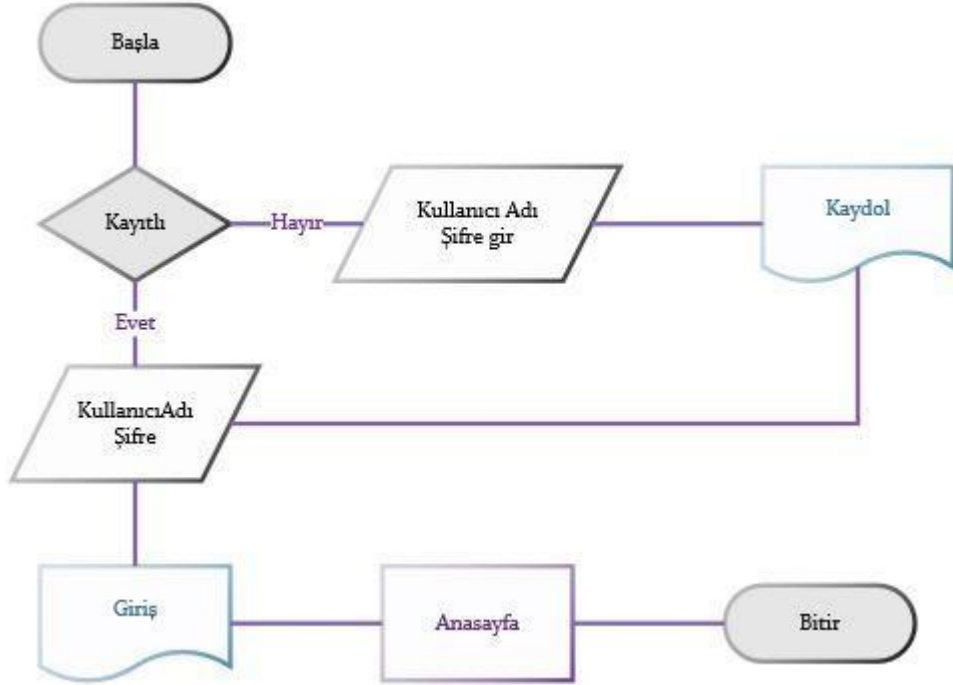 Başla
Kayıtlı
Hayır
Kullanıcı Adı
Şifre gir
Kaydol
Evet
KullanıcıAdı
Şifre
Giriş
Anasayfa
Bitir